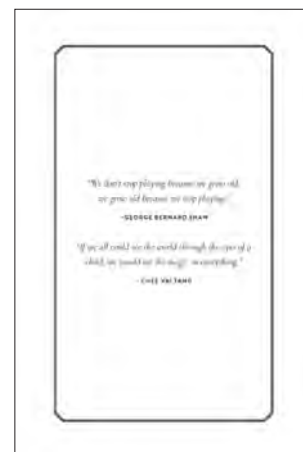 "We don't stop playing because we grow old;
we grow old because we stop playing."
-GEORGE BERNARD SHAW
"If we all could see the world through the eyes of a
child, we would see the magic in everything."
- CHEE VAI TANG